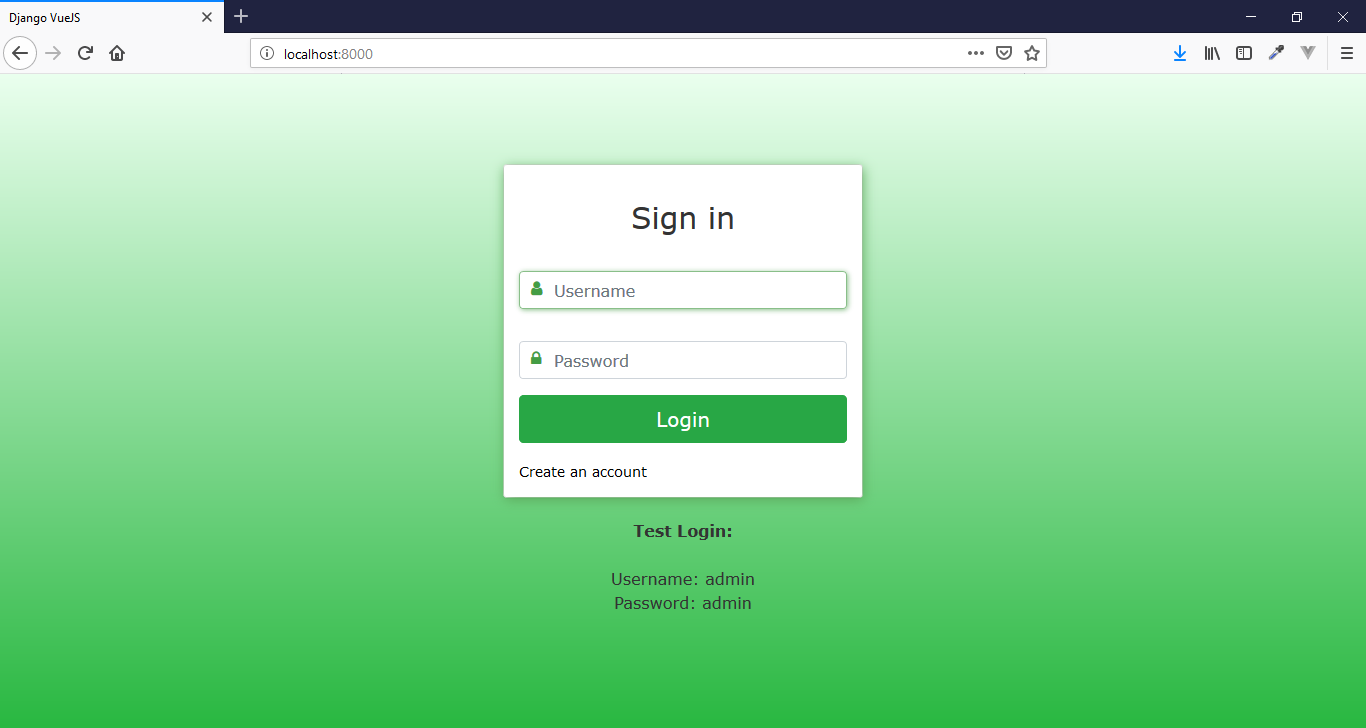 Django VueJS
localhost:8000
Sign in
Username
Password
Login
Create an account
Test Login:
Username: admin
Password: admin